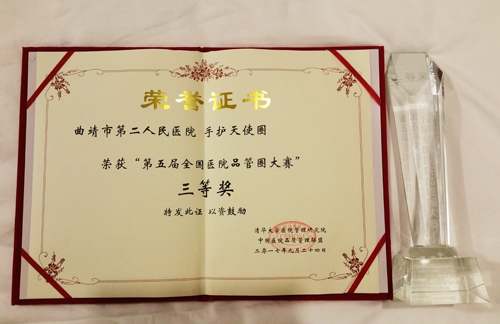 荣誉证书
曲靖市第二人民医院 手护天使圈
荣获“第五届全国医院品管圈大赛”
三等奖
特发此证 以资鼓励
清华大学医院管理研究院
中国医院品质管理联盟
二〇一七年九月二十四日